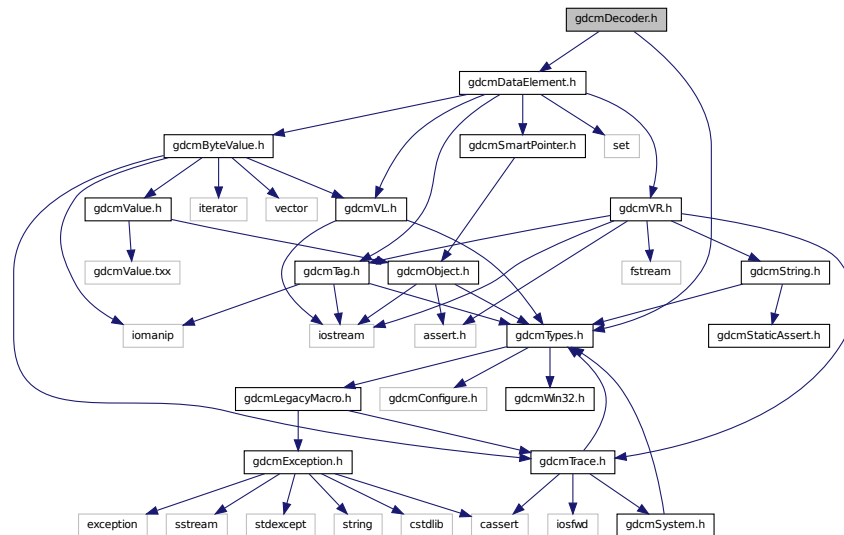 gdcmDecoder.h
gdcmDataElement.h
gdcmByteValue.h
gdcmSmartPointer.h
set
gdcmValue.h
iterator
vector
gdcmVL.h
gdcmVR.h
gdcmValue.txx
gdcmTag.h
gdcmObject.h
fstream
gdcmString.h
iomanip
iostream
assert.h
gdcmTypes.h
gdcmStaticAssert.h
gdcmLegacyMacro.h
gdcmConfigure.h
gdcmWin32.h
gdcmException.h
gdcmTrace.h
exception
sstream
stdexcept
string
cstdlib
cassert
iosfwd
gdcmSystem.h